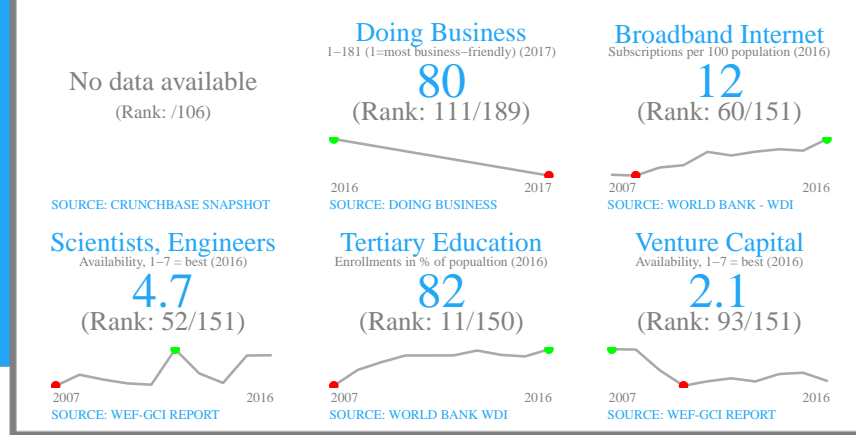 No data available
(Rank: /106)
SOURCE: CRUNCHBASE SNAPSHOT
Doing Business
1−181 (1=most business−friendly) (2017)
80
(Rank: 111/189)
2016 2017
SOURCE: DOING BUSINESS
Broadband Internet
Subscriptions per 100 population (2016)
12
(Rank: 60/151)
2007 2016
SOURCE: WORLD BANK - WDI
Scientists, Engineers
Availability, 1−7 = best (2016)
4.7
(Rank: 52/151)
2007 2016
SOURCE: WEF-GCI REPORT
Tertiary Education
Enrollments in % of popualtion (2016)
82
(Rank: 11/150)
2007 2016
SOURCE: WORLD BANK WDI
Venture Capital
Availability, 1−7 = best (2016)
2.1
(Rank: 93/151)
2007 2016
SOURCE: WEF-GCI REPORT